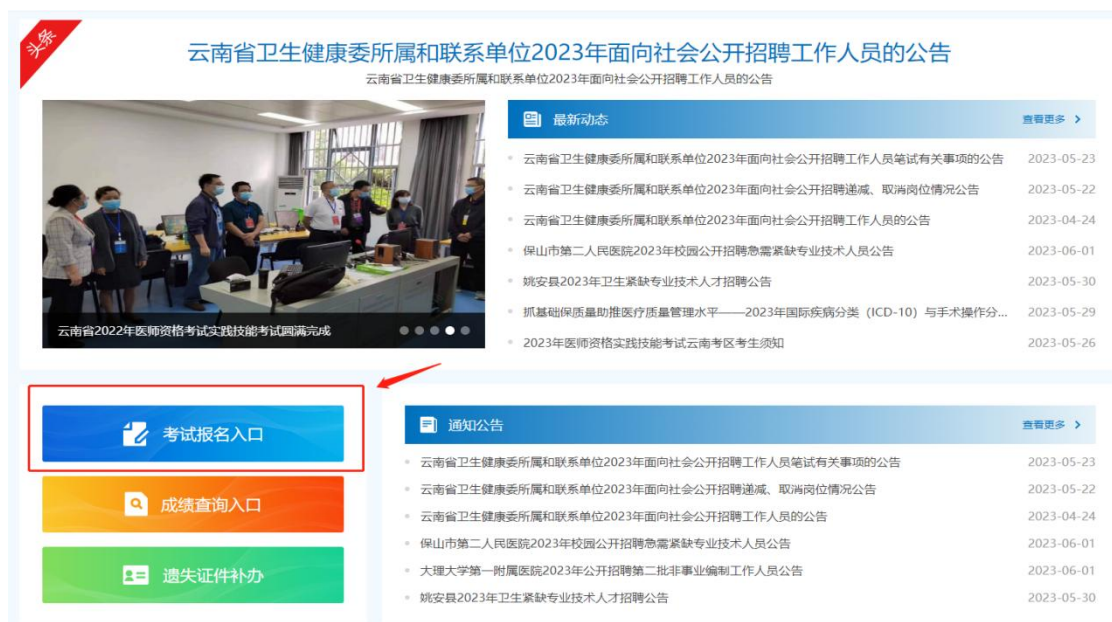 头条
云南省卫生健康委所属和联系单位2023年面向社会公开招聘工作人员的公告
云南省卫生健康委所属和联系单位2023年面向社会公开招聘工作人员的公告
云南省2022年医师资格考试实践技能考试圆满完成
最新动态
查看更多
云南省卫生健康委所属和联系单位2023年面向社会公开招聘工作人员笔试有关事项的公告 2023-05-23
云南省卫生健康委所属和联系单位2023年面向社会公开招聘递减、取消岗位情况公告 2023-05-22
云南省卫生健康委所属和联系单位2023年面向社会公开招聘工作人员的公告 2023-04-24
保山市第二人民医院2023年校园公开招聘急需紧缺专业技术人员公告 2023-06-01
姚安县2023年卫生紧缺专业技术人才招聘公告 2023-05-30
抓基础保质量助推医疗质量管理水平——2023年国际疾病分类（ICD-10）与手术操作分... 2023-05-29
2023年医师资格实践技能考试云南考区考生须知 2023-05-26
考试报名入口
成绩查询入口
遗失证件补办
通知公告
查看更多
云南省卫生健康委所属和联系单位2023年面向社会公开招聘工作人员笔试有关事项的公告 2023-05-23
云南省卫生健康委所属和联系单位2023年面向社会公开招聘递减、取消岗位情况公告 2023-05-22
云南省卫生健康委所属和联系单位2023年面向社会公开招聘工作人员的公告 2023-04-24
保山市第二人民医院2023年校园公开招聘急需紧缺专业技术人员公告 2023-06-01
大理大学第一附属医院2023年公开招聘第二批非事业编制工作人员公告 2023-06-01
姚安县2023年卫生紧缺专业技术人才招聘公告 2023-05-30